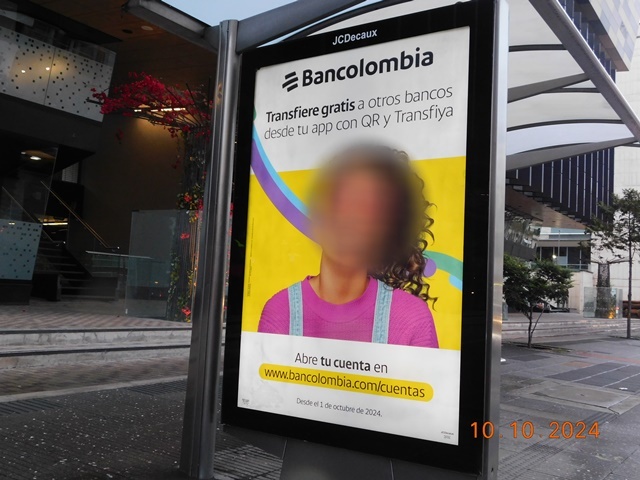 JCDecaux
Bancolombia
Transfiere gratis a otros bancos
desde tu app con QR y Transfiya
Abre tu cuenta en
www.bancolombia.com/cuentas
Desde el 1 de octubre de 2024.
10 10 2024